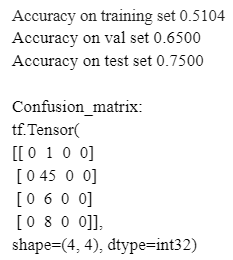 Accuracy on training set 0.5104
Accuracy on val set 0.6500
Accuracy on test set 0.7500
Confusion_matrix:
tf.Tensor(
[[ 0 1 0 0]
[ 0 45 0 0]
[ 0 6 0 0]
[ 0 8 0 0]],
shape=(4, 4), dtype=int32)